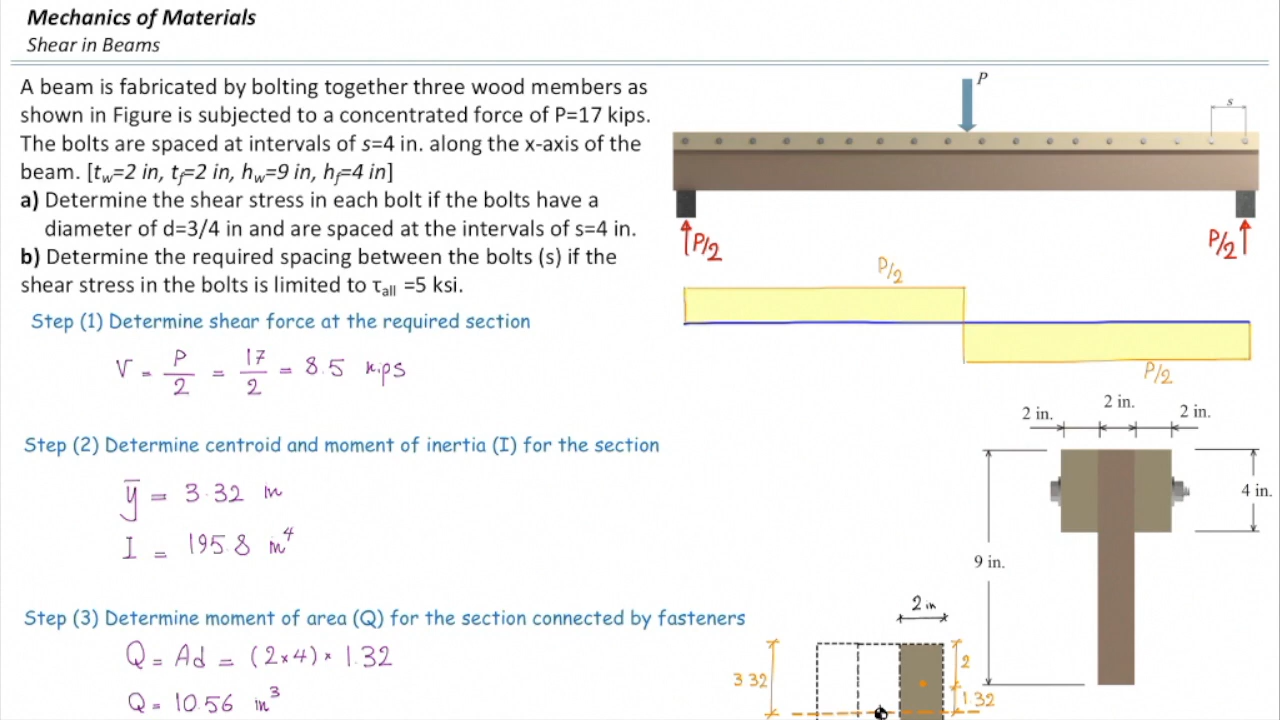 Mechanics of Materials
Shear in Beams
A beam is fabricated by bolting together three wood members as
shown in Figure is subjected to a concentrated force of P=17 kips.
The bolts are spaced at intervals of s=4 in. along the x-axis of the
beam. [tw=2 in, tf=2 in, hw=9 in, hf=4 in]
a) Determine the shear stress in each bolt if the bolts have a
diameter of d=3/4 in and are spaced at the intervals of s=4 in.
b) Determine the required spacing between the bolts (s) if the
shear stress in the bolts is limited to τall =5 ksi.
P
s
P/2
P/2
P/2
P/2
Step (1) Determine shear force at the required section
V = P/2 = 17/2 = 8.5 kips
Step (2) Determine centroid and moment of inertia (I) for the section
ȳ = 3.32 in
I = 195.8 in⁴
2 in.
2 in.
2 in.
4 in.
9 in.
Step (3) Determine moment of area (Q) for the section connected by fasteners
Q = Ad = (2×4) × 1.32
Q = 10.56 in³
2 in
3.32
2
1.32